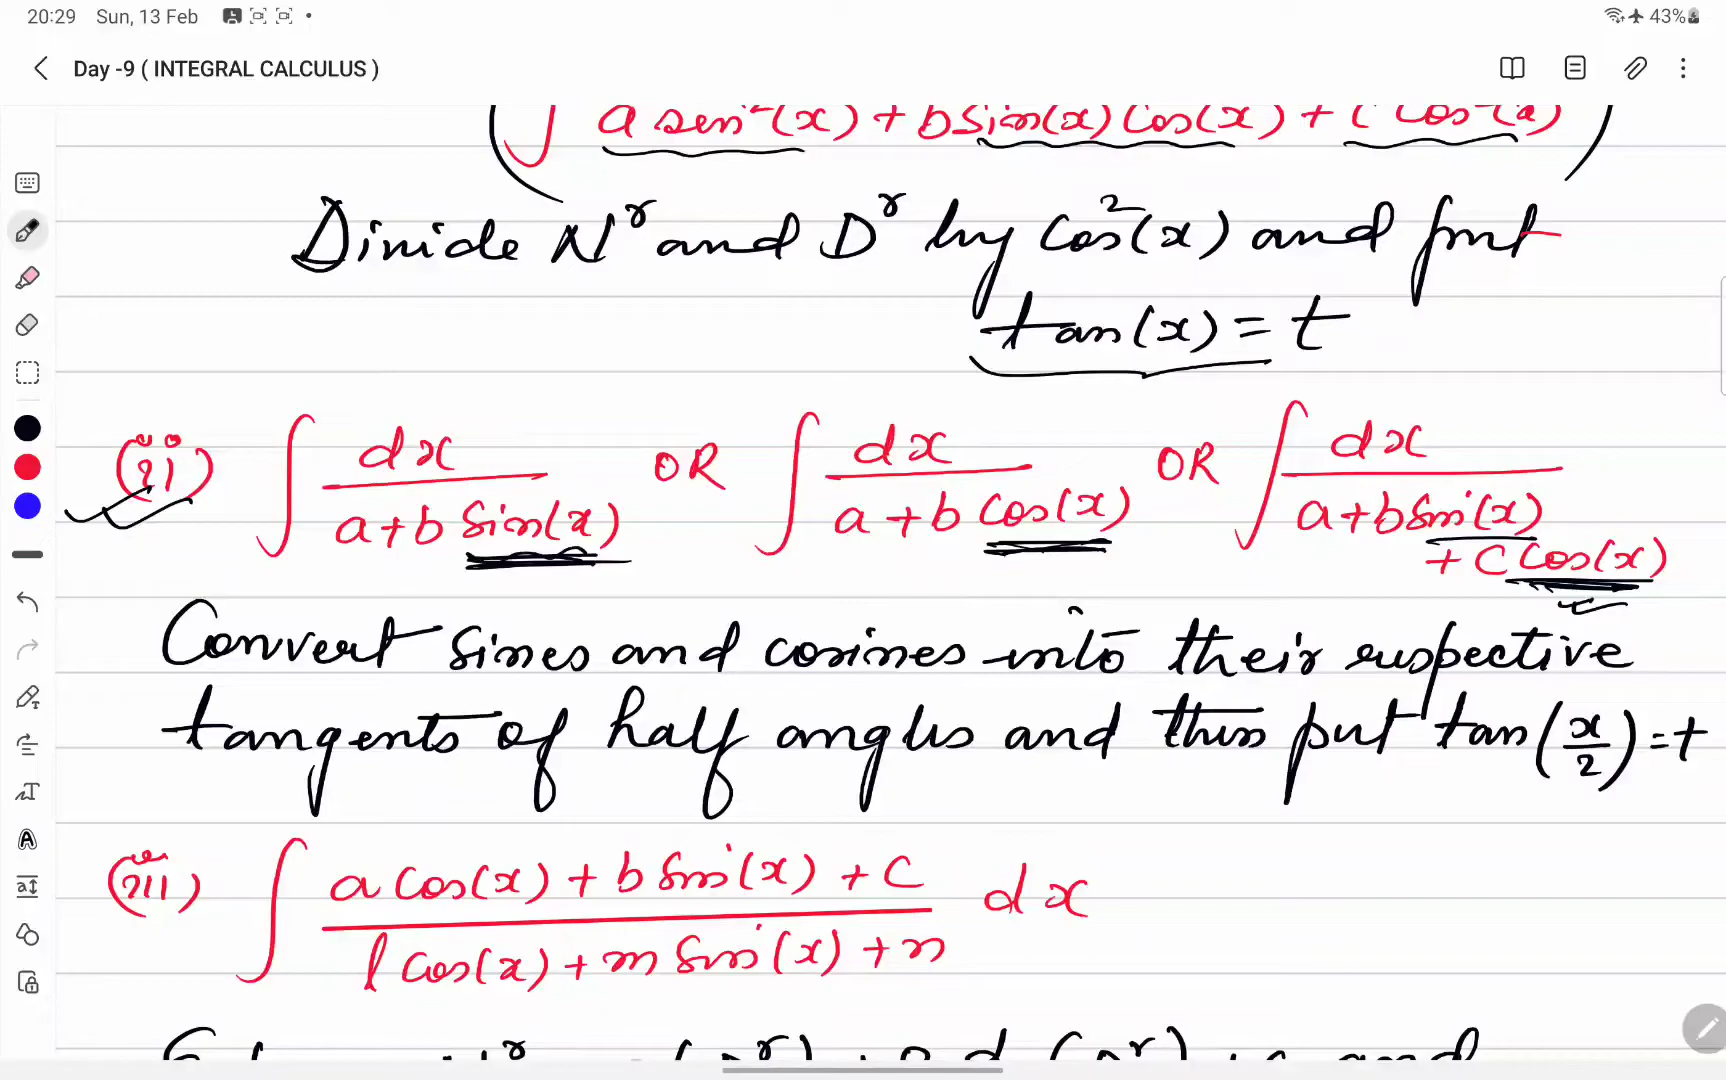 20:29 Sun, 13 Feb 43%
Day -9 ( INTEGRAL CALCULUS )
∫ a sin²(x) + b sin(x) cos(x) + c cos²(x)
Divide Nʳ and Dʳ by cos²(x) and put
tan(x) = t
(ii) ∫ dx / (a+b sin(x)) OR ∫ dx / (a+b cos(x)) OR ∫ dx / (a+b sin(x) + c cos(x))
Convert sines and cosines into their respective
tangents of half angles and then put tan(x/2) = t
(iii) ∫ (a cos(x) + b sin(x) + c) / (l cos(x) + m sin(x) + n) dx